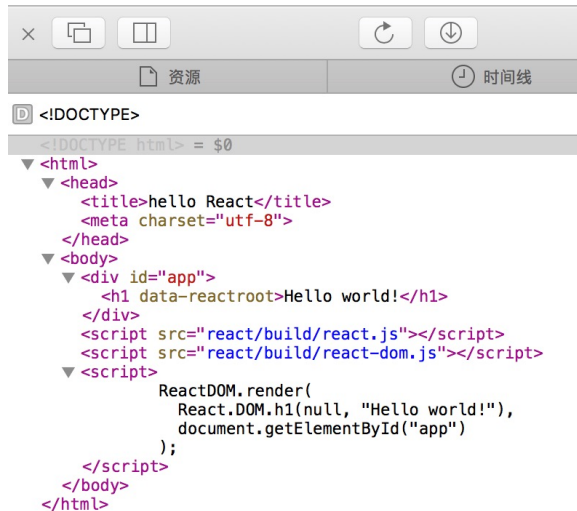 资源
时间线
D <!DOCTYPE>
<!DOCTYPE html> = $0
<html>
<head>
<title>hello React</title>
<meta charset="utf-8">
</head>
<body>
<div id="app">
<h1 data-reactroot>Hello world!</h1>
</div>
<script src="react/build/react.js"></script>
<script src="react/build/react-dom.js"></script>
<script>
ReactDOM.render(
React.DOM.h1(null, "Hello world!"),
document.getElementById("app")
);
</script>
</body>
</html>